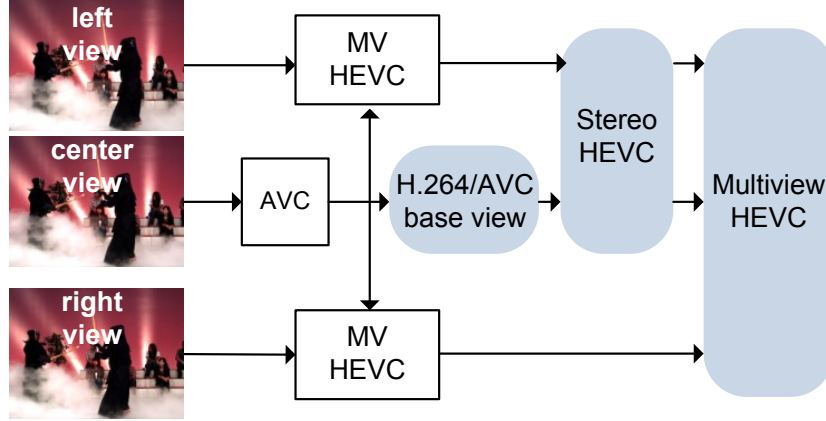 left
view
MV
HEVC
Stereo
HEVC
center
view
AVC
H.264/AVC
base view
Multiview
HEVC
right
view
MV
HEVC